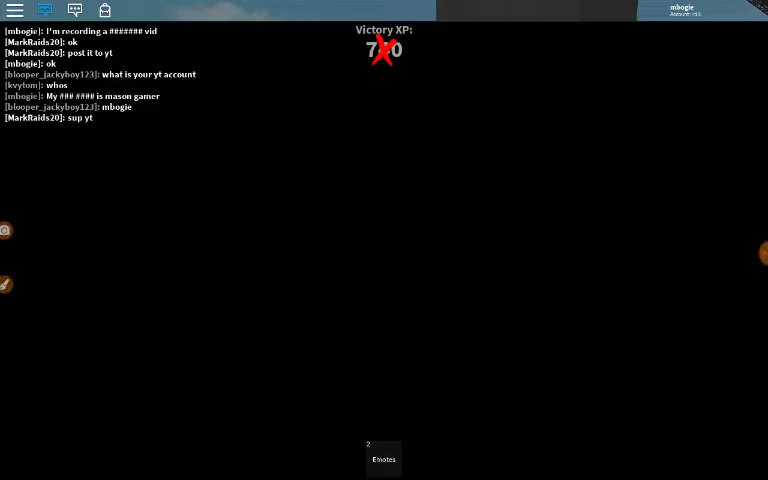 mbogie
[mbogie]: I'm recording a ####### vid
[MarkRaids20]: ok
[MarkRaids20]: post it to yt
[mbogie]: ok
[blooper_jackyboy123]: what is your yt account
[kvytom]: whos
[mbogie]: My ### #### is mason gamer
[blooper_jackyboy123]: mbogie
[MarkRaids20]: sup yt
Victory XP:
2
Emotes